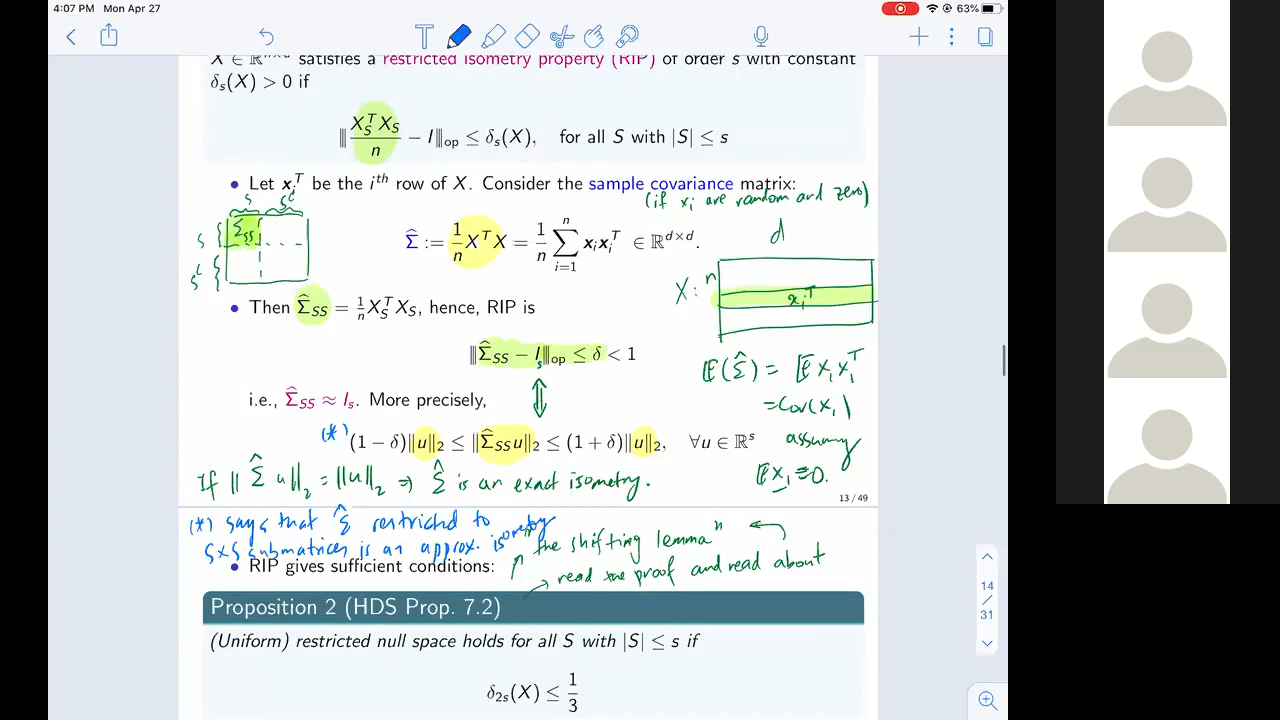 4:07 PM Mon Apr 27
63%
satisfies a restricted isometry property (RIP) of order s with constant
δ_s(X) > 0 if
|||X_S^T X_S / n − I|||_op ≤ δ_s(X), for all S with |S| ≤ s
• Let x_i^T be the i^th row of X. Consider the sample covariance matrix:
(if x_i are random and zero)
S S^c
S
S^c
Σ_SS
Σ̂ := 1/n X^T X = 1/n ∑_{i=1}^n x_i x_i^T ∈ ℝ^{d×d}.
d
X : n
x_i^T
• Then Σ̂_SS = 1/n X_S^T X_S, hence, RIP is
|||Σ̂_SS − I_s|||_op ≤ δ < 1
E(Σ̂) = E x_1 x_1^T
= Cov(x_1)
assuming
E x_1 = 0.
i.e., Σ̂_SS ≈ I_s. More precisely,
(*) (1 − δ)‖u‖_2 ≤ ‖Σ̂_SS u‖_2 ≤ (1 + δ)‖u‖_2, ∀u ∈ ℝ^s
If ‖Σ̂ u‖_2 = ‖u‖_2 ⇒ Σ̂ is an exact isometry.
13 / 49
(*) says that Σ̂ restricted to
S×S submatrices is an approx. isometry
"the shifting lemma"
→ read the proof and read about
• RIP gives sufficient conditions:
Proposition 2 (HDS Prop. 7.2)
(Uniform) restricted null space holds for all S with |S| ≤ s if
δ_{2s}(X) ≤ 1/3
14
/
31